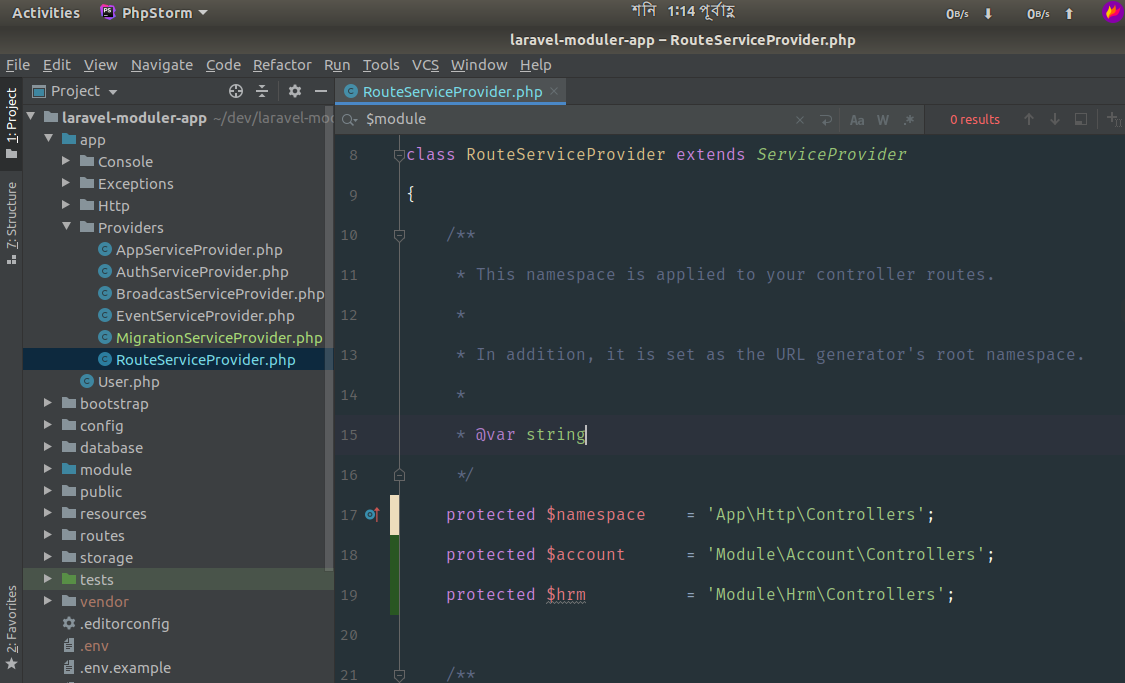 Activities PhpStorm শনি 1:14 পূর্বাহ্ণ 0B/s 0B/s
laravel-moduler-app – RouteServiceProvider.php
File Edit View Navigate Code Refactor Run Tools VCS Window Help
Project RouteServiceProvider.php
laravel-moduler-app ~/dev/laravel-mod
$module Aa W .* 0 results
1: Project
7: Structure
2: Favorites
app
Console
Exceptions
Http
Providers
AppServiceProvider.php
AuthServiceProvider.php
BroadcastServiceProvider.php
EventServiceProvider.php
MigrationServiceProvider.php
RouteServiceProvider.php
User.php
bootstrap
config
database
module
public
resources
routes
storage
tests
vendor
.editorconfig
.env
.env.example
8 class RouteServiceProvider extends ServiceProvider
9 {
10 /**
11 * This namespace is applied to your controller routes.
12 *
13 * In addition, it is set as the URL generator's root namespace.
14 *
15 * @var string
16 */
17 protected $namespace = 'App\Http\Controllers';
18 protected $account = 'Module\Account\Controllers';
19 protected $hrm = 'Module\Hrm\Controllers';
20
21 /**